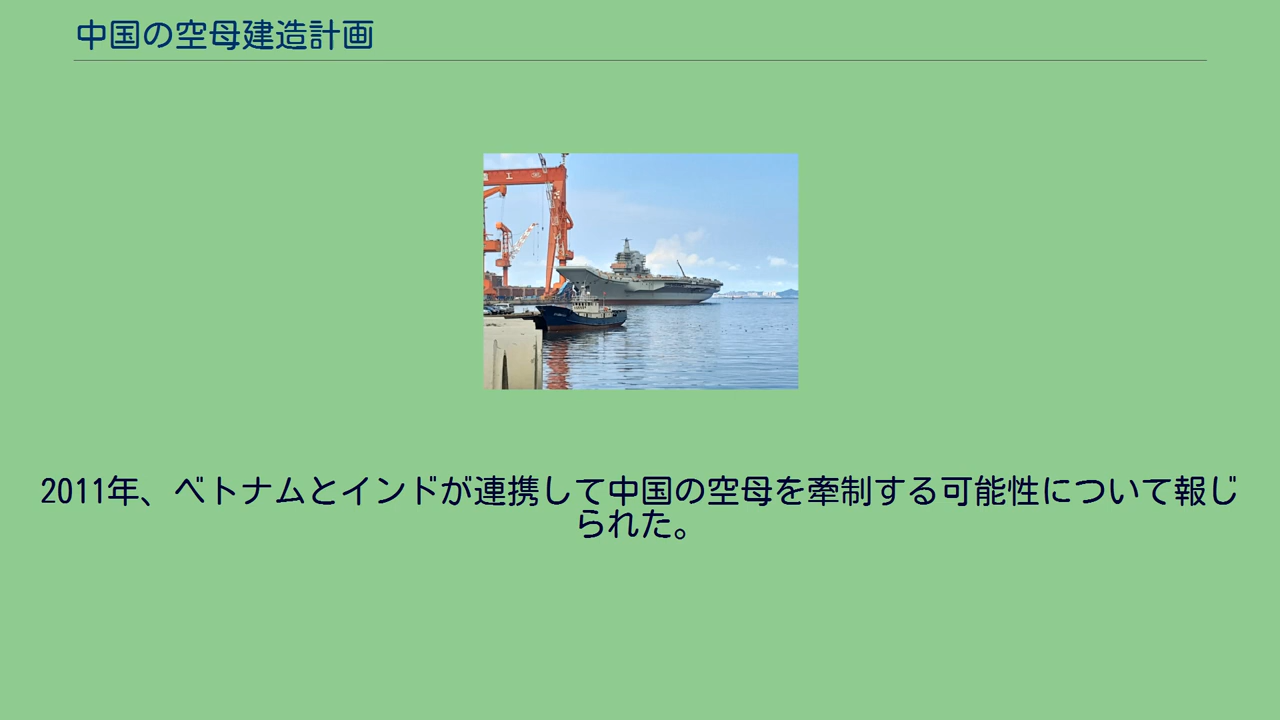 中国の空母建造計画
工
2011年、ベトナムとインドが連携して中国の空母を牽制する可能性について報じ
られた。